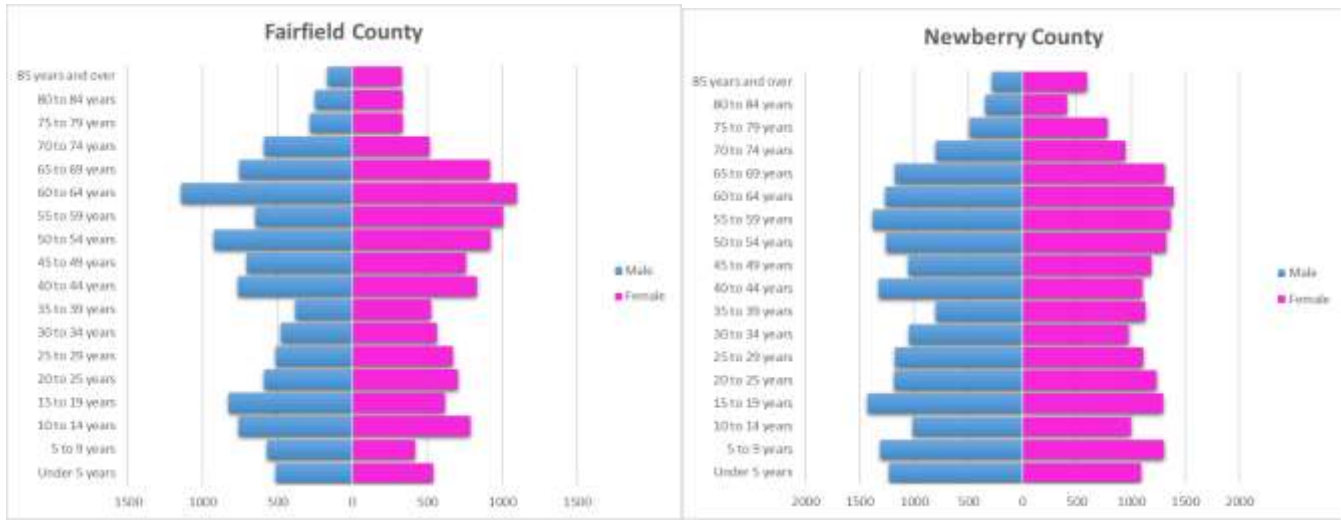 Fairfield County
85 years and over
80 to 84 years
75 to 79 years
70 to 74 years
65 to 69 years
60 to 64 years
55 to 59 years
50 to 54 years
45 to 49 years
40 to 44 years
35 to 39 years
30 to 34 years
25 to 29 years
20 to 25 years
15 to 19 years
10 to 14 years
5 to 9 years
Under 5 years
1500 1000 500 0 500 1000 1500
Male
Female
Newberry County
85 years and over
80 to 84 years
75 to 79 years
70 to 74 years
65 to 69 years
60 to 64 years
55 to 59 years
50 to 54 years
45 to 49 years
40 to 44 years
35 to 39 years
30 to 34 years
25 to 29 years
20 to 25 years
15 to 19 years
10 to 14 years
5 to 9 years
Under 5 years
2000 1500 1000 500 0 500 1000 1500 2000
Male
Female